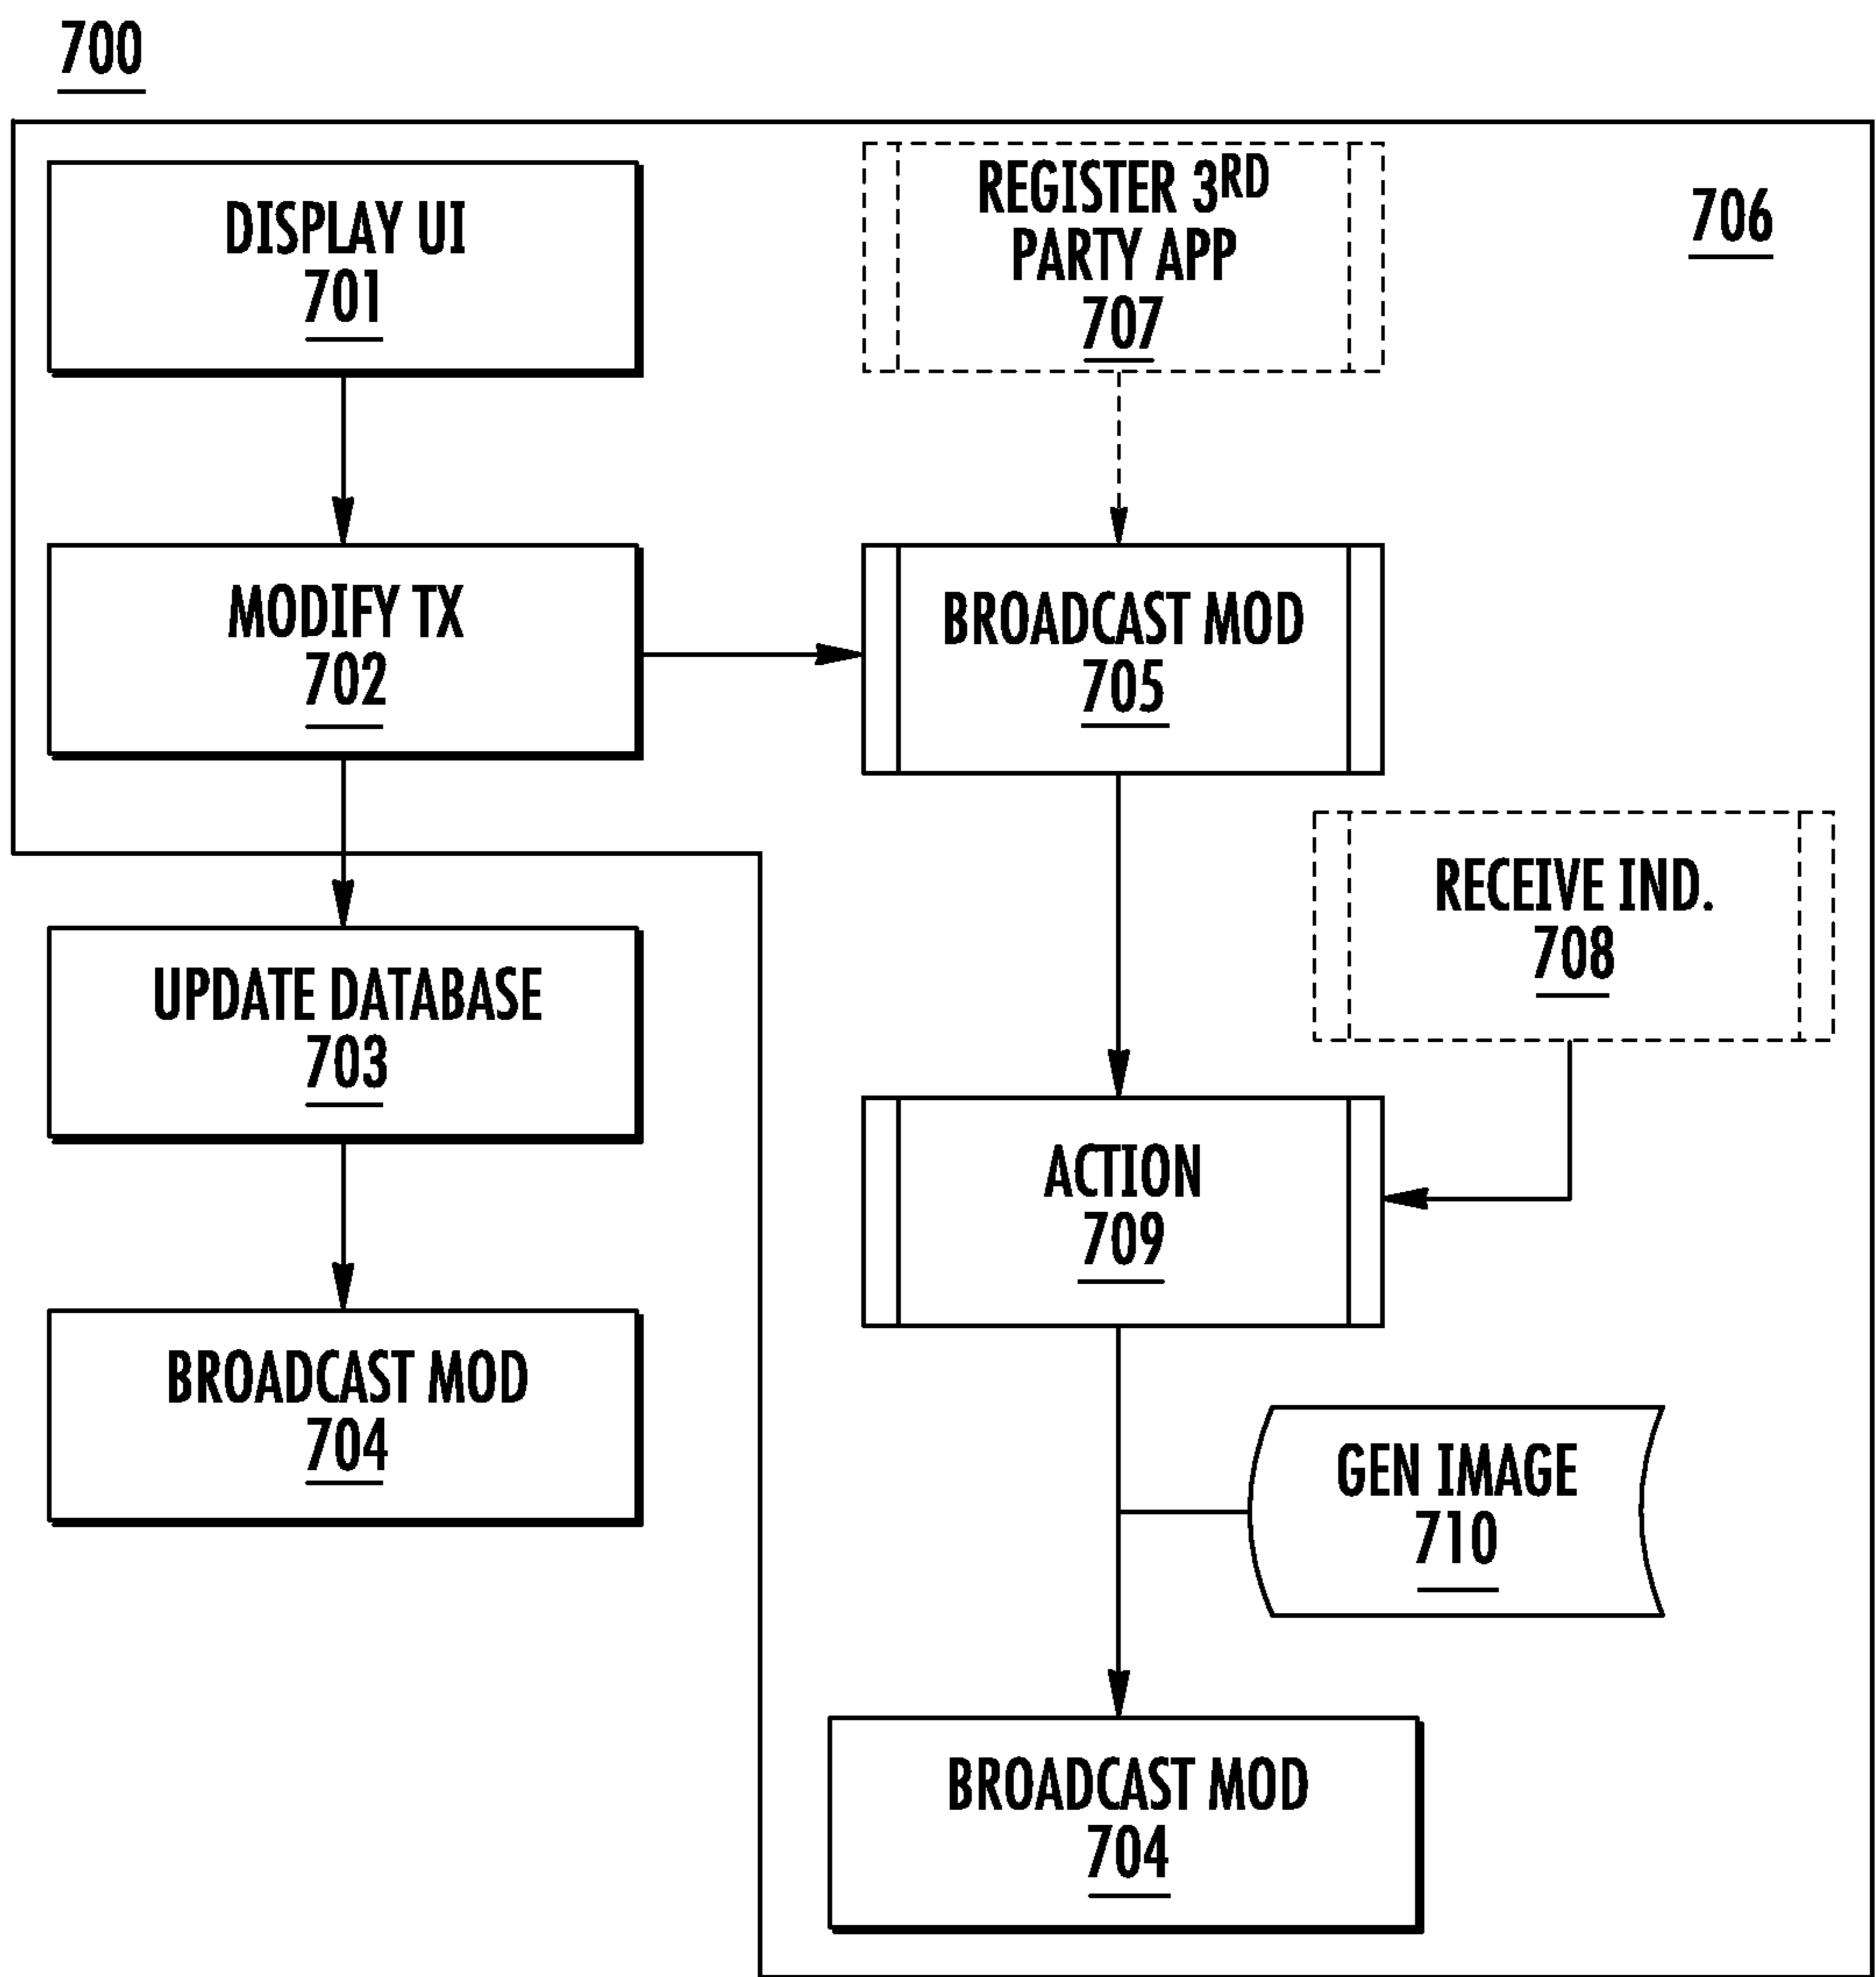 700
DISPLAY UI
701
REGISTER 3RD
PARTY APP
707
706
MODIFY TX
702
BROADCAST MOD
705
RECEIVE IND.
708
UPDATE DATABASE
703
ACTION
709
BROADCAST MOD
704
GEN IMAGE
710
BROADCAST MOD
704